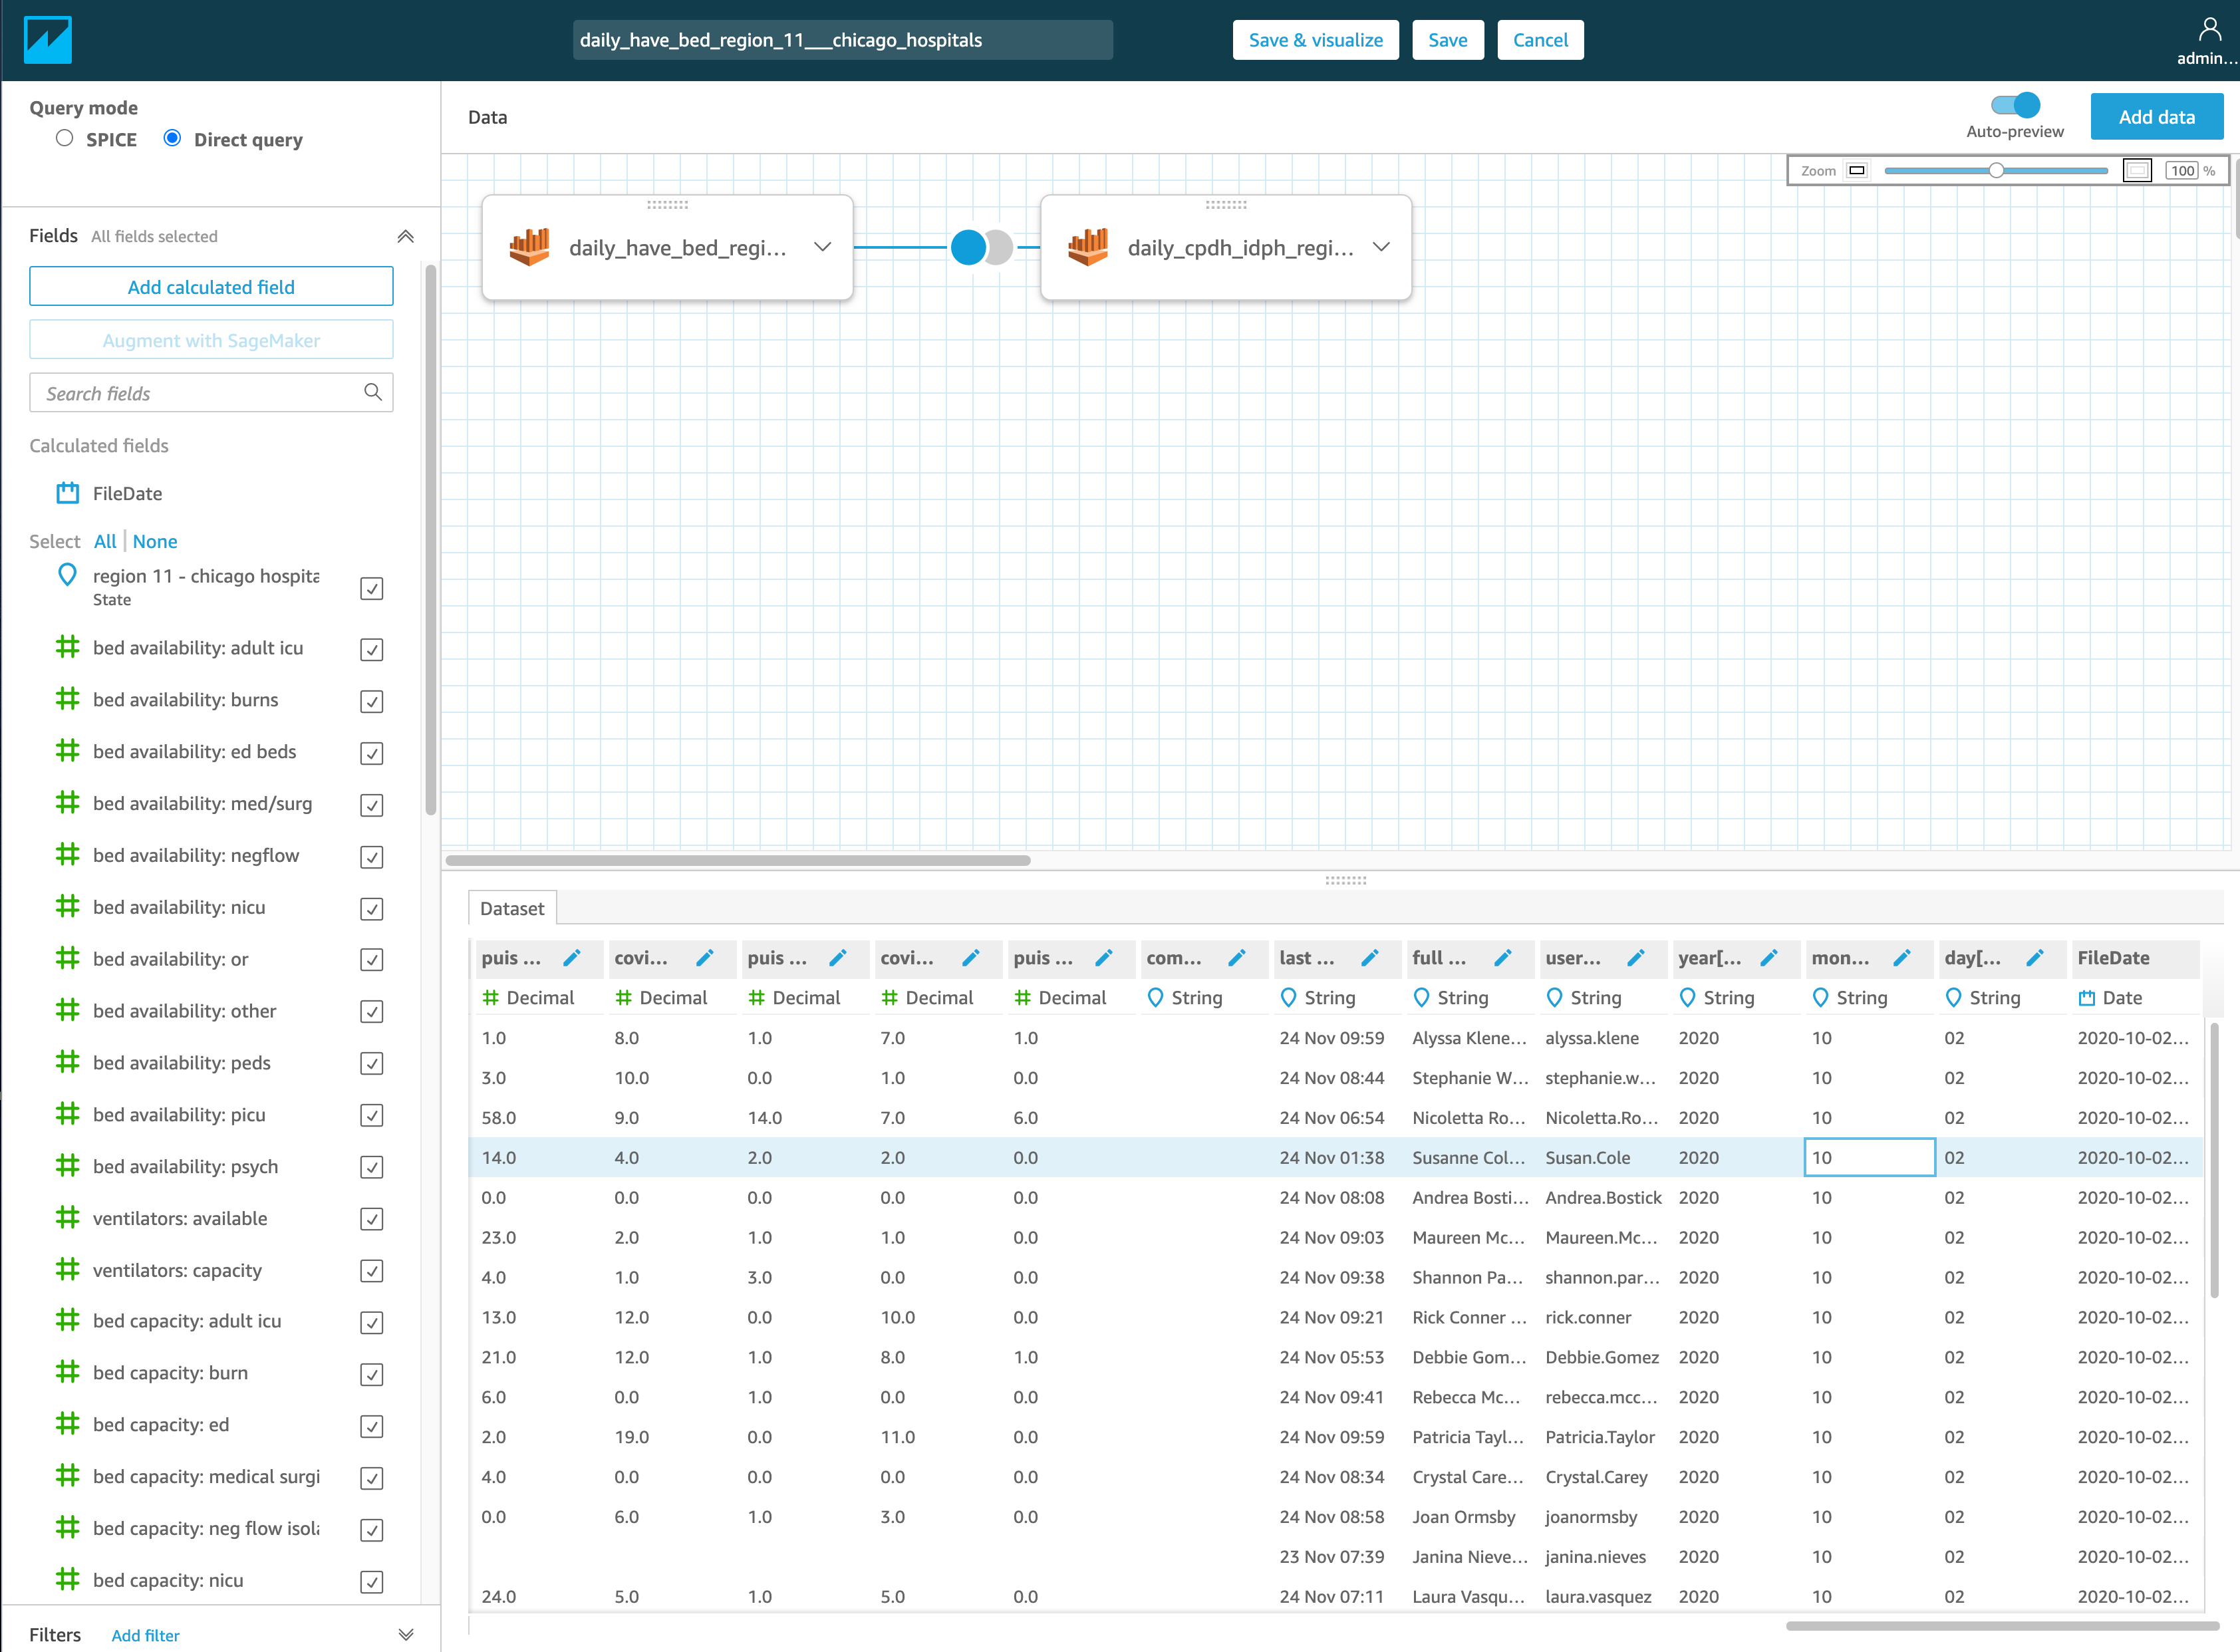 daily_have_bed_region_11___chicago_hospitals
Save & visualize
Save
Cancel
admin...
Query mode
SPICE
Direct query
Data
Auto-preview
Add data
Zoom
100 %
Fields All fields selected
Add calculated field
Augment with SageMaker
Search fields
Calculated fields
FileDate
Select All | None
region 11 - chicago hospita
State
bed availability: adult icu
bed availability: burns
bed availability: ed beds
bed availability: med/surg
bed availability: negflow
bed availability: nicu
bed availability: or
bed availability: other
bed availability: peds
bed availability: picu
bed availability: psych
ventilators: available
ventilators: capacity
bed capacity: adult icu
bed capacity: burn
bed capacity: ed
bed capacity: medical surgi
bed capacity: neg flow isol
bed capacity: nicu
Filters Add filter
daily_have_bed_regi...
daily_cpdh_idph_regi...
Dataset
puis ... covi... puis ... covi... puis ... com... last ... full ... user... year[... mon... day[... FileDate
Decimal Decimal Decimal Decimal Decimal String String String String String String String Date
1.0 8.0 1.0 7.0 1.0 24 Nov 09:59 Alyssa Klene... alyssa.klene 2020 10 02 2020-10-02...
3.0 10.0 0.0 1.0 0.0 24 Nov 08:44 Stephanie W... stephanie.w... 2020 10 02 2020-10-02...
58.0 9.0 14.0 7.0 6.0 24 Nov 06:54 Nicoletta Ro... Nicoletta.Ro... 2020 10 02 2020-10-02...
14.0 4.0 2.0 2.0 0.0 24 Nov 01:38 Susanne Col... Susan.Cole 2020 10 02 2020-10-02...
0.0 0.0 0.0 0.0 0.0 24 Nov 08:08 Andrea Bosti... Andrea.Bostick 2020 10 02 2020-10-02...
23.0 2.0 1.0 1.0 0.0 24 Nov 09:03 Maureen Mc... Maureen.Mc... 2020 10 02 2020-10-02...
4.0 1.0 3.0 0.0 0.0 24 Nov 09:38 Shannon Pa... shannon.par... 2020 10 02 2020-10-02...
13.0 12.0 0.0 10.0 0.0 24 Nov 09:21 Rick Conner ... rick.conner 2020 10 02 2020-10-02...
21.0 12.0 1.0 8.0 1.0 24 Nov 05:53 Debbie Gom... Debbie.Gomez 2020 10 02 2020-10-02...
6.0 0.0 1.0 0.0 0.0 24 Nov 09:41 Rebecca Mc... rebecca.mcc... 2020 10 02 2020-10-02...
2.0 19.0 0.0 11.0 0.0 24 Nov 09:59 Patricia Tayl... Patricia.Taylor 2020 10 02 2020-10-02...
4.0 0.0 0.0 0.0 0.0 24 Nov 08:34 Crystal Care... Crystal.Carey 2020 10 02 2020-10-02...
0.0 6.0 1.0 3.0 0.0 24 Nov 08:58 Joan Ormsby joanormsby 2020 10 02 2020-10-02...
23 Nov 07:39 Janina Nieve... janina.nieves 2020 10 02 2020-10-02...
24.0 5.0 1.0 5.0 0.0 24 Nov 07:11 Laura Vasqu... laura.vasquez 2020 10 02 2020-10-02...